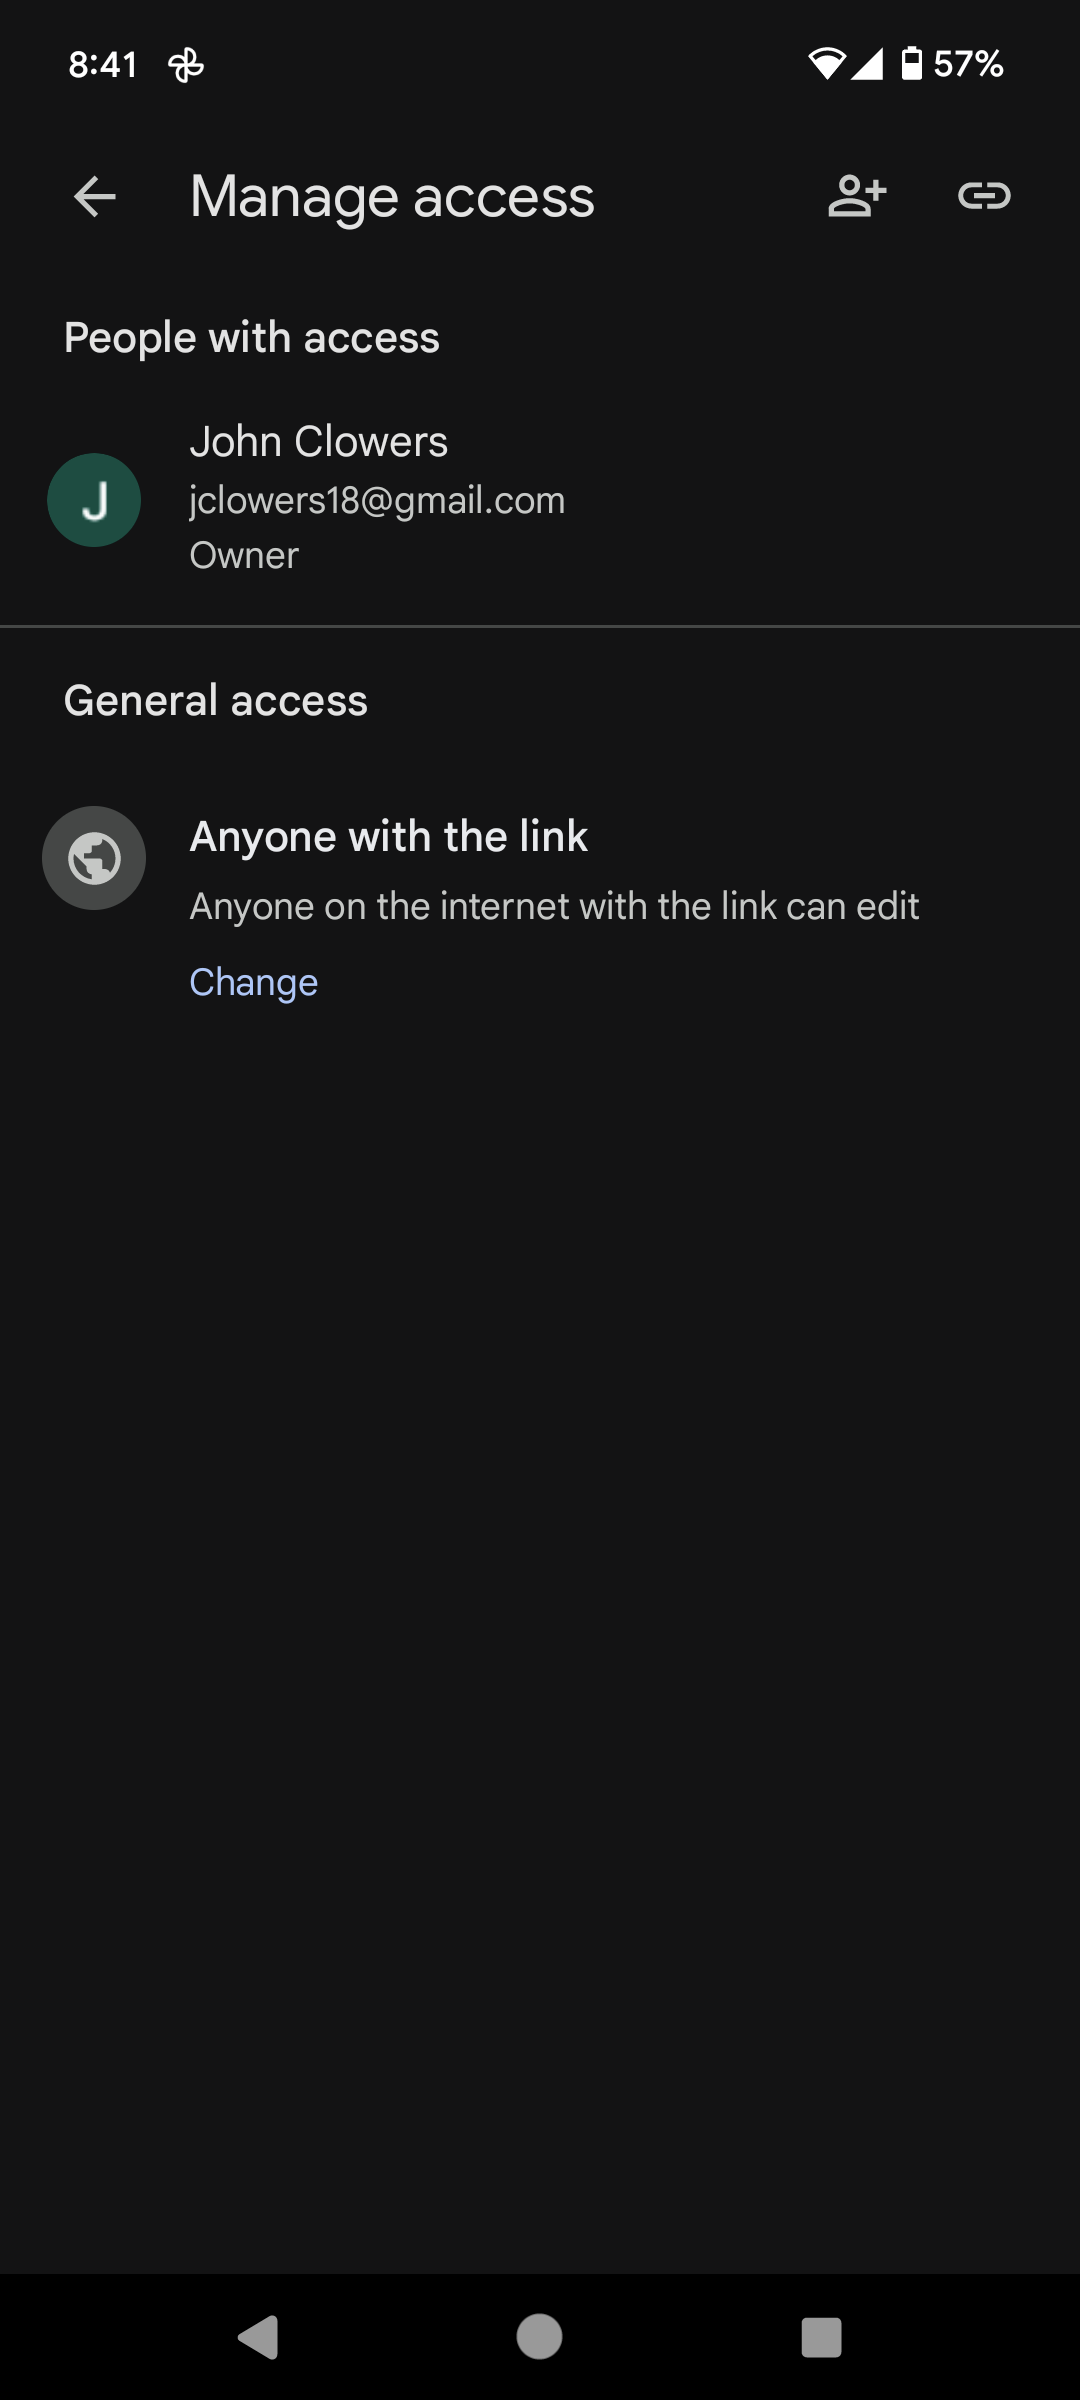 8:41 57%
Manage access
People with access
John Clowers
J
jclowers18@gmail.com
Owner
General access
Anyone with the link
Anyone on the internet with the link can edit
Change